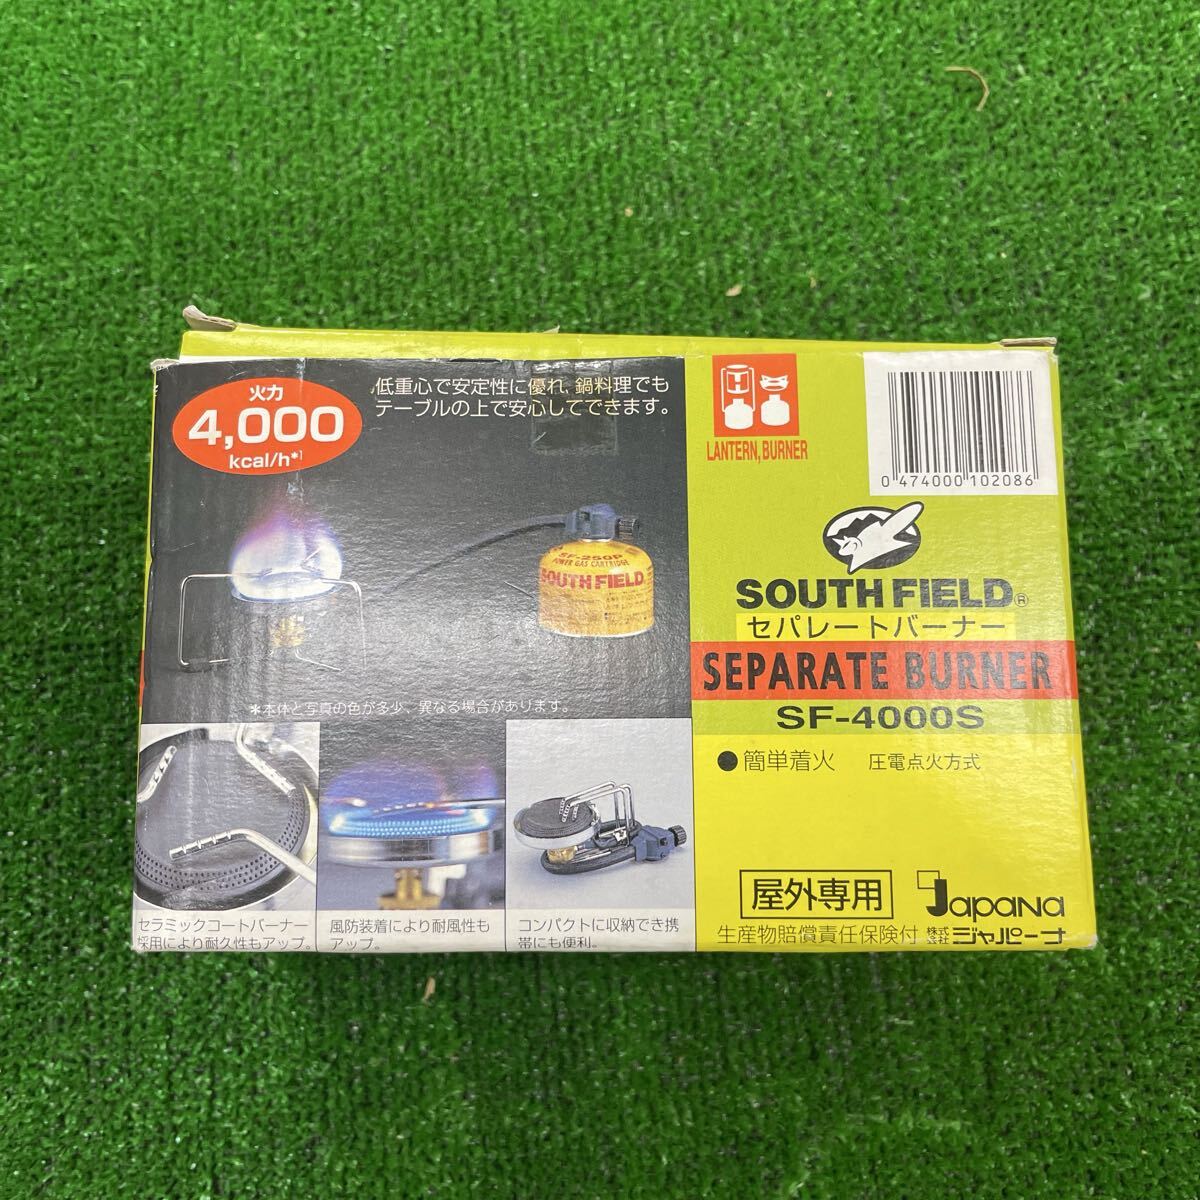 火力
4,000
kcal/h*1
低重心で安定性に優れ、鍋料理でも
テーブルの上で安心してできます。
SF-250P
POWER GAS CARTRIDGE
SOUTH FIELD
＊本体と写真の色が多少、異なる場合があります。
セラミックコートバーナー
採用により耐久性もアップ。
風防装着により耐風性も
アップ。
コンパクトに収納でき携
帯にも便利。
LANTERN, BURNER
0 474000 102086
SOUTH FIELD®
セパレートバーナー
SEPARATE BURNER
SF-4000S
●簡単着火 圧電点火方式
屋外専用
Japana
生産物賠償責任保険付 株式会社 ジャパーナ